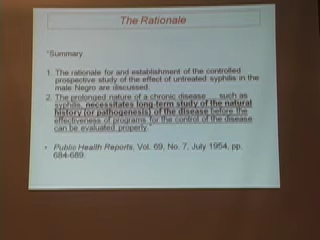 The Rationale
"Summary
1. The rationale for and establishment of the controlled
prospective study of the effect of untreated syphilis in the
male Negro are discussed.
2. The prolonged nature of a chronic disease ... such as
syphilis, necessitates long-term study of the natural
history [or pathogenesis] of the disease before the
effectiveness of programs for the control of the disease
can be evaluated properly."
• Public Health Reports, Vol. 69, No. 7, July 1954, pp.
684-689.